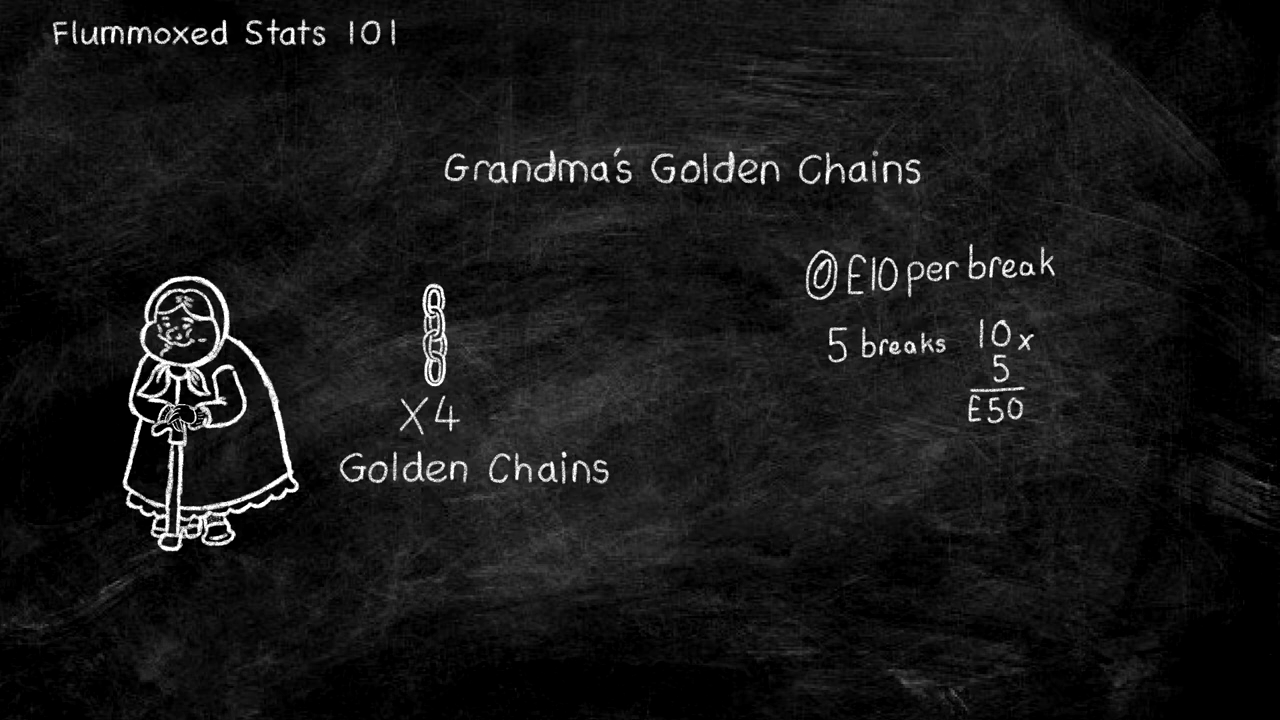 Flummoxed Stats 101
Grandma's Golden Chains
£10 per break
5 breaks
10 x
5
£50
X4
Golden Chains